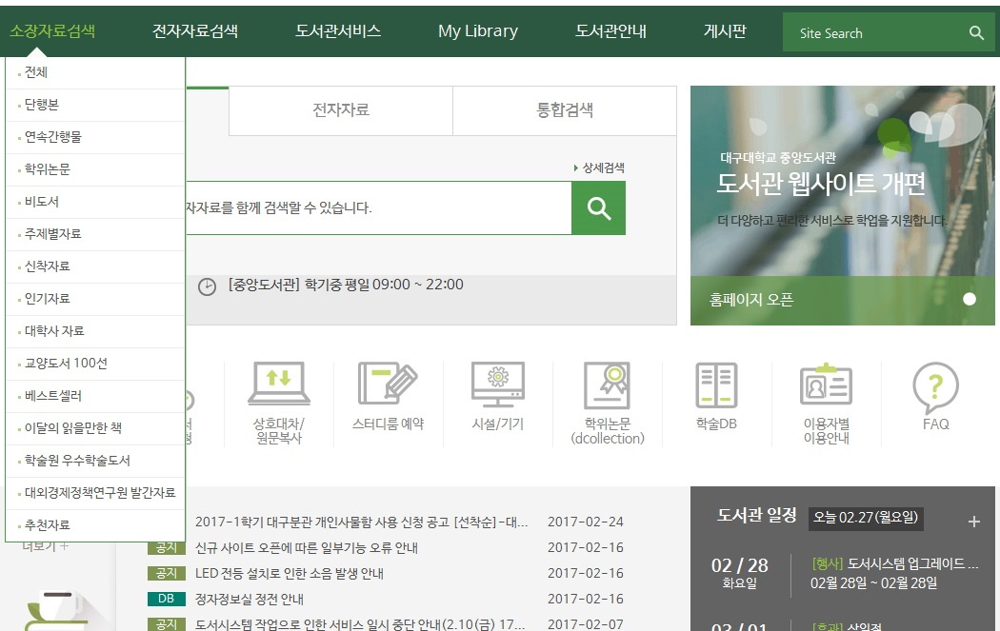 소장자료검색
전자자료검색
도서관서비스
My Library
도서관안내
게시판
Site Search
전체
단행본
연속간행물
학위논문
비도서
주제별자료
신착자료
인기자료
대학사 자료
교양도서 100선
베스트셀러
이달의 읽을만한 책
학술원 우수학술도서
대외경제정책연구원 발간자료
추천자료
더보기 +
전자자료
통합검색
상세검색
자자료를 함께 검색할 수 있습니다.
[중앙도서관] 학기중 평일 09:00 ~ 22:00
대구대학교 중앙도서관
도서관 웹사이트 개편
더 다양하고 편리한 서비스로 학업을 지원합니다.
홈페이지 오픈
상호대차/
원문복사
스터디룸 예약
시설/기기
학위논문
(dcollection)
학술DB
이용자별
이용안내
FAQ
2017-1학기 대구분관 개인사물함 사용 신청 공고 [선착순] -대... 2017-02-24
공지 신규 사이트 오픈에 따른 일부기능 오류 안내 2017-02-16
공지 LED 전등 설치로 인한 소음 발생 안내 2017-02-16
DB 정자정보실 정전 안내 2017-02-16
공지 도서시스템 작업으로 인한 서비스 일시 중단 안내(2.10(금) 17... 2017-02-07
도서관 일정 오늘 02.27(월요일) +
02 / 28 [행사] 도서시스템 업그레이드 ...
화요일 02월 28일 ~ 02월 28일
03 / 01 [휴관] 삼일절